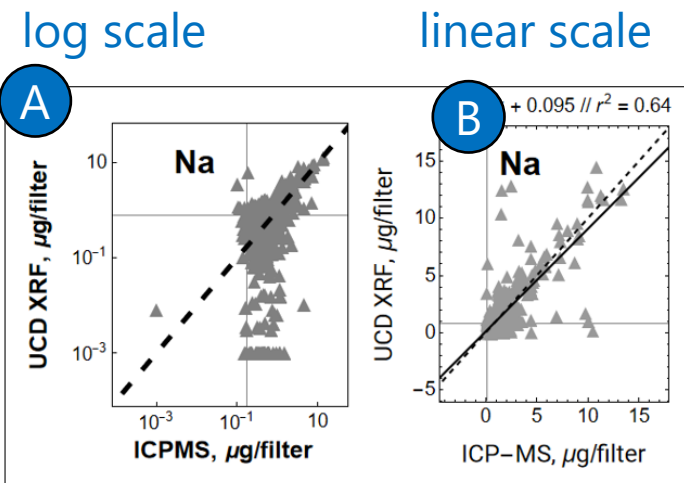 log scale
linear scale
A
B
+ 0.095 // r² = 0.64
Na
UCD XRF, µg/filter
10
10⁻¹
10⁻³
10⁻³
10⁻¹
10
ICPMS, µg/filter
Na
UCD XRF, µg/filter
15
10
5
0
−5
0
5
10
15
ICP−MS, µg/filter